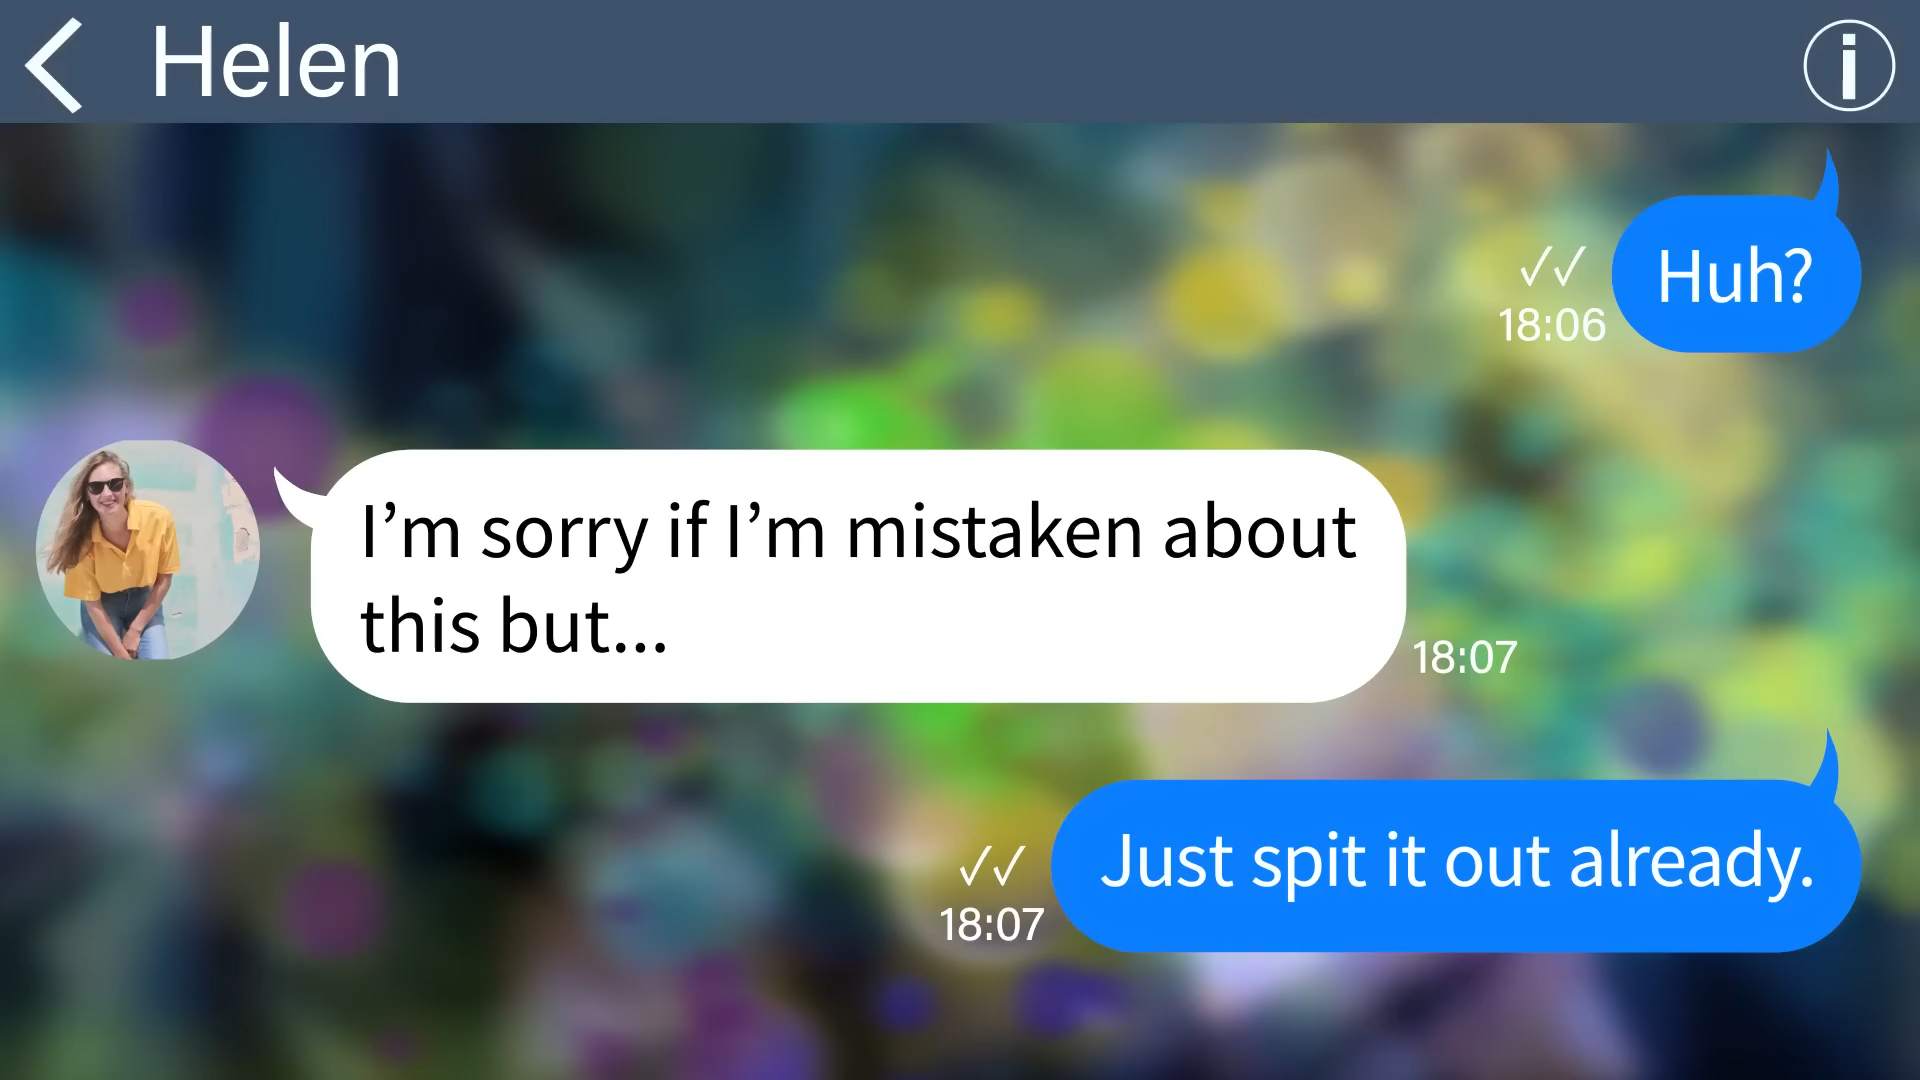 Helen
Huh?
✓✓
18:06
I’m sorry if I’m mistaken about
this but...
18:07
Just spit it out already.
✓✓
18:07